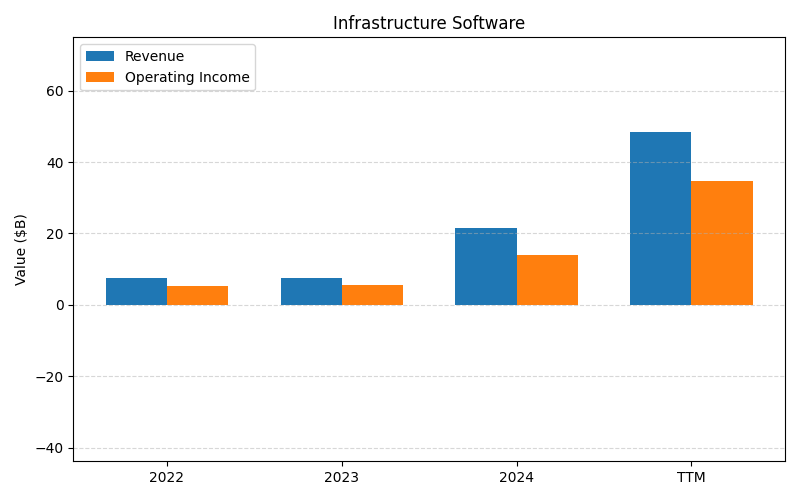 Infrastructure Software
Revenue
Operating Income
Value ($B)
60
40
20
0
−20
−40
2022
2023
2024
TTM